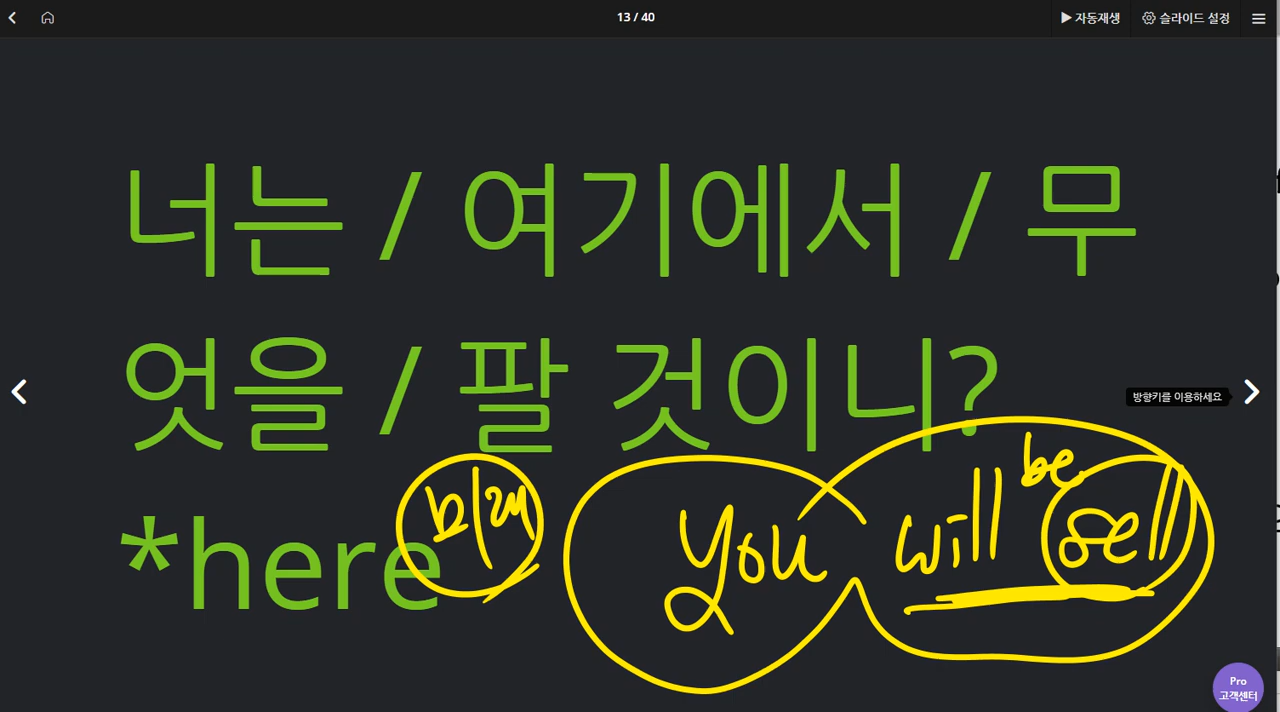 13 / 40
▶ 자동재생
슬라이드 설정
너는 / 여기에서 / 무
엇을 / 팔 것이니?
방향키를 이용하세요
*here
You will be sell
Pro
고객센터